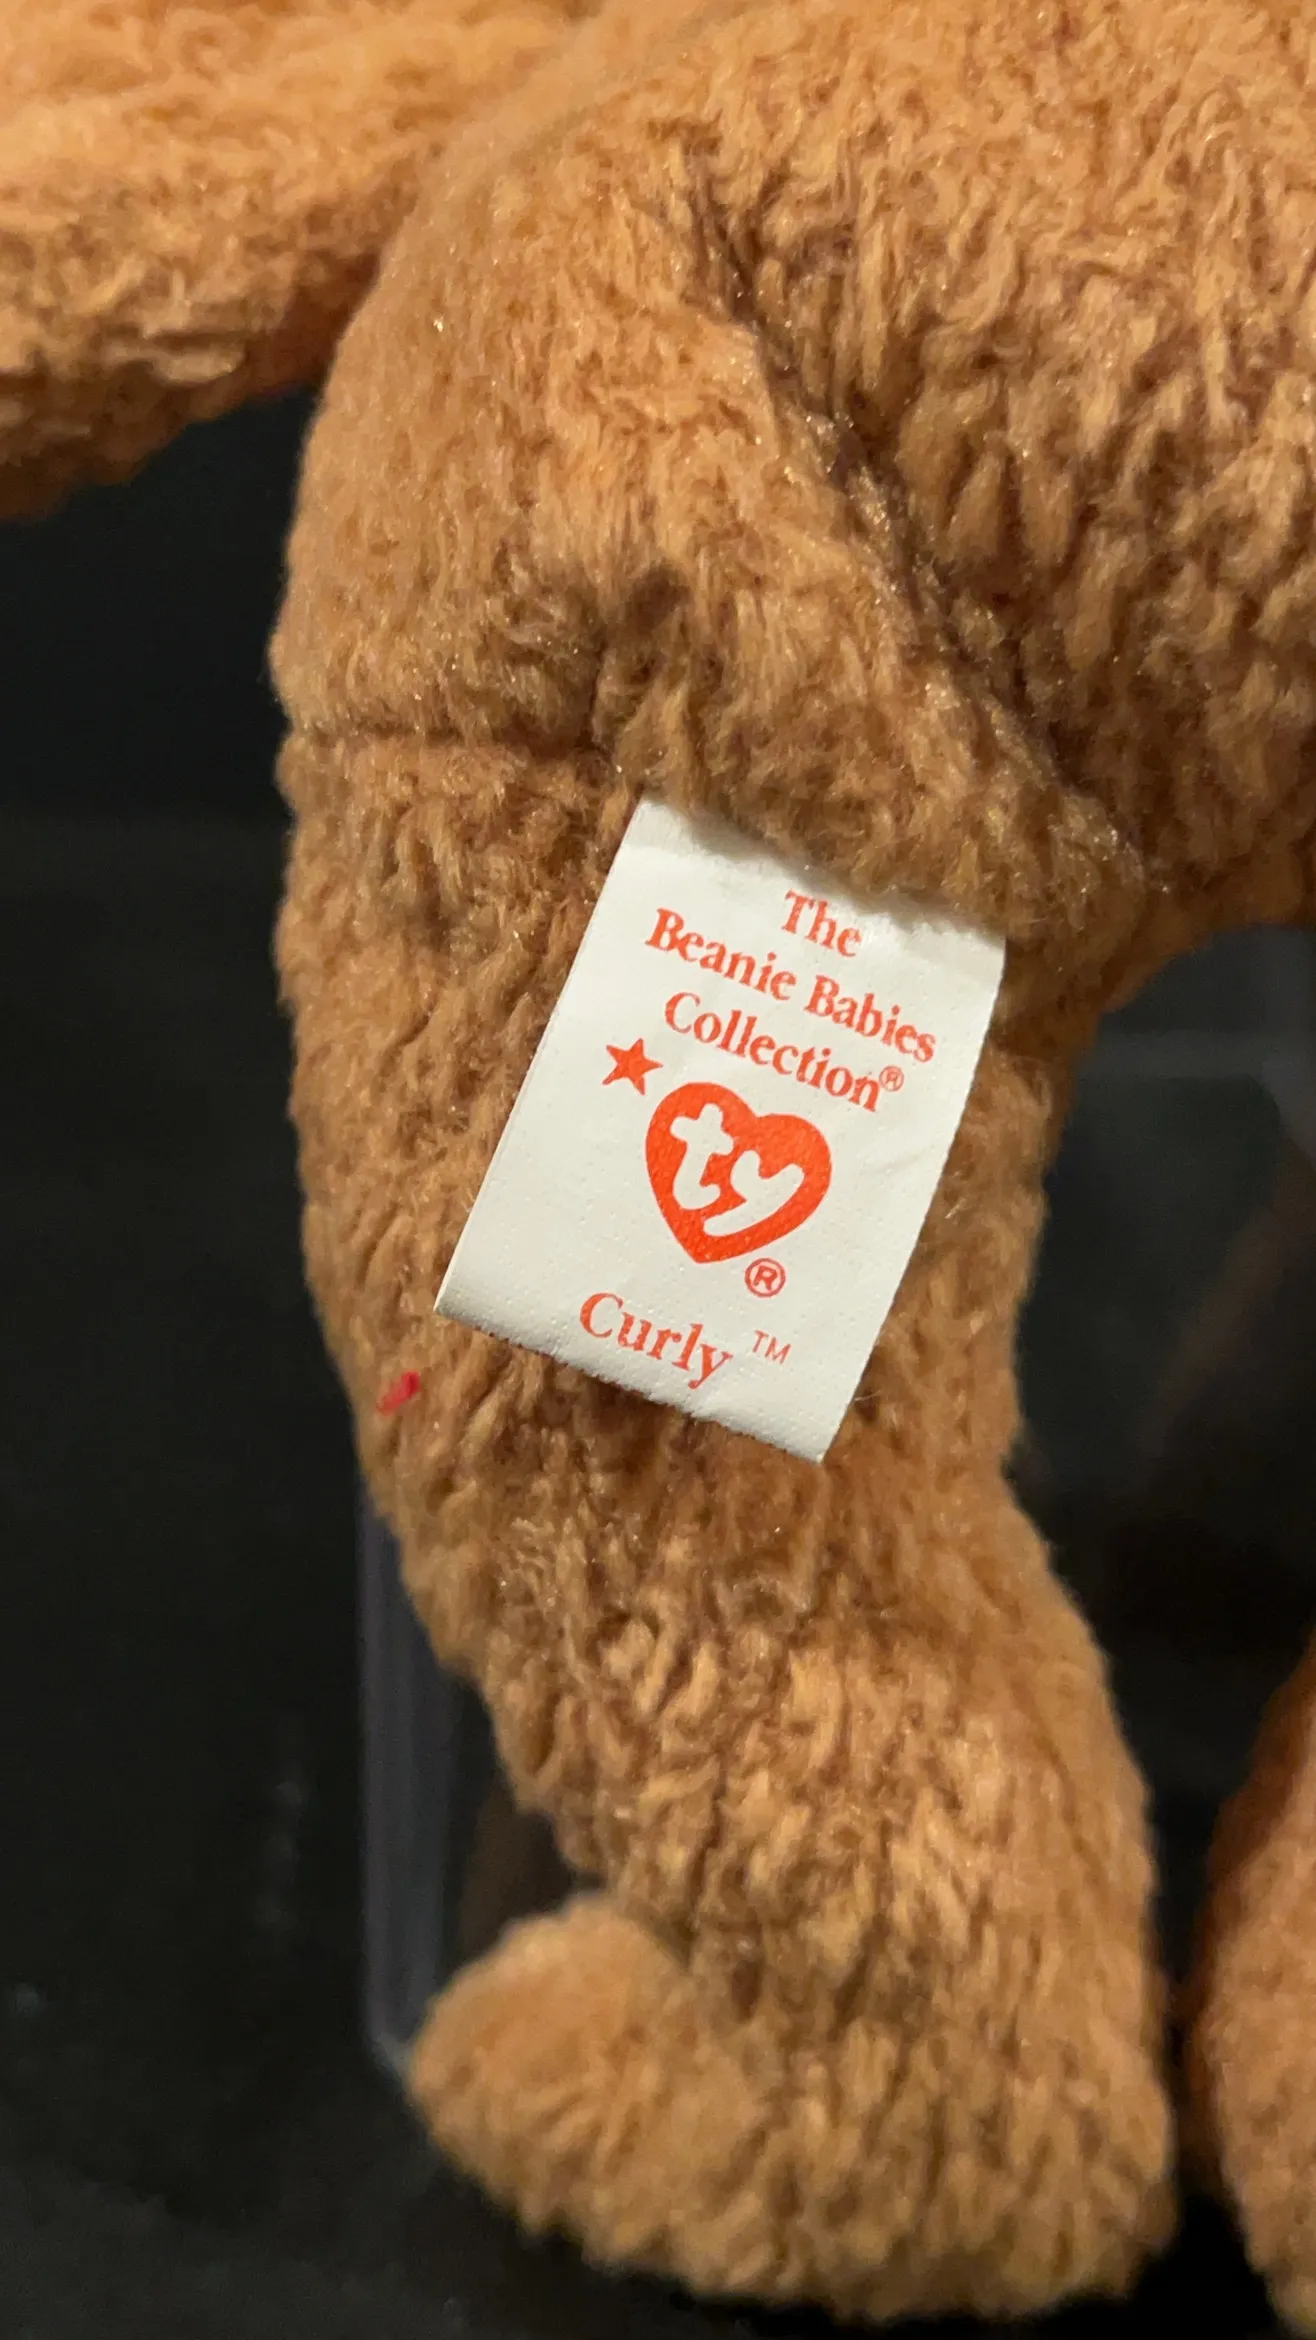 The
Beanie Babies
Collection®
ty
®
Curly ™